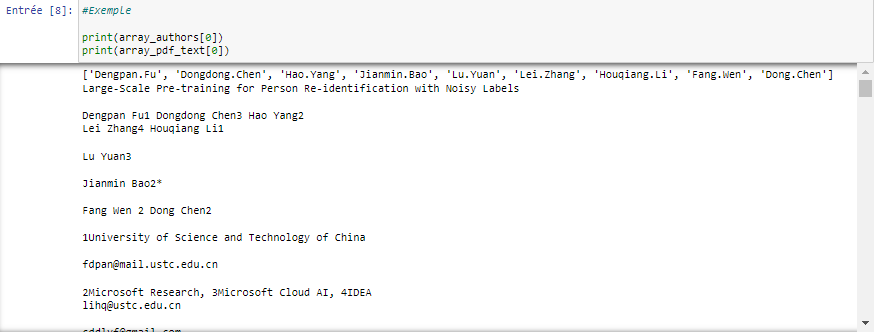 Entrée [8]: #Exemple
print(array_authors[0])
print(array_pdf_text[0])
['Dengpan.Fu', 'Dongdong.Chen', 'Hao.Yang', 'Jianmin.Bao', 'Lu.Yuan', 'Lei.Zhang', 'Houqiang.Li', 'Fang.Wen', 'Dong.Chen']
Large-Scale Pre-training for Person Re-identification with Noisy Labels
Dengpan Fu1 Dongdong Chen3 Hao Yang2
Lei Zhang4 Houqiang Li1
Lu Yuan3
Jianmin Bao2*
Fang Wen 2 Dong Chen2
1University of Science and Technology of China
fdpan@mail.ustc.edu.cn
2Microsoft Research, 3Microsoft Cloud AI, 4IDEA
lihq@ustc.edu.cn